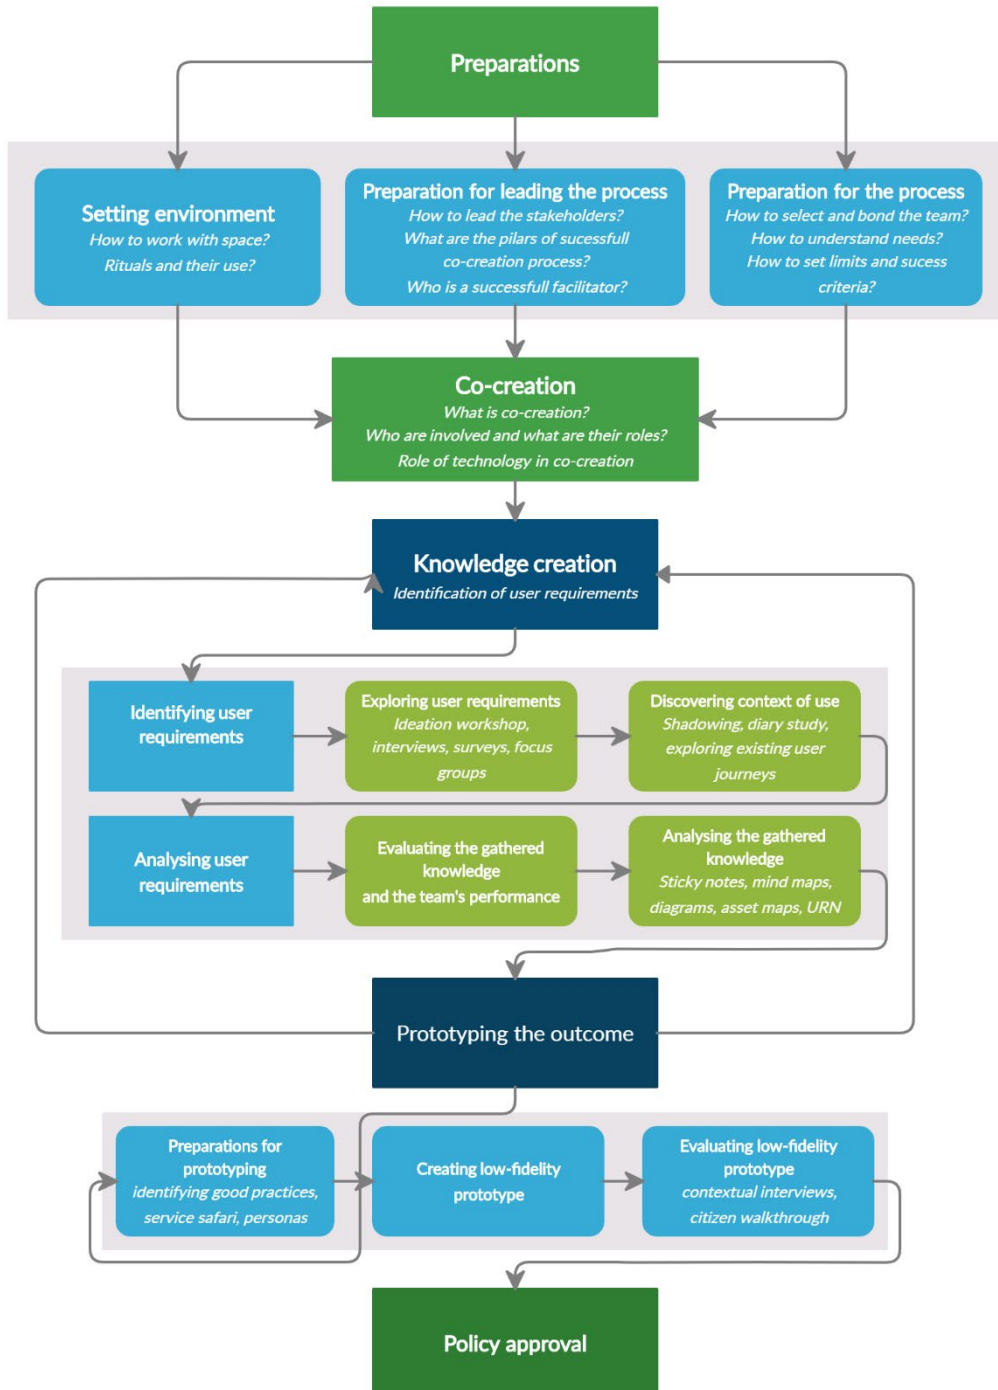 Preparations
Setting environment
How to work with space?
Rituals and their use?
Preparation for leading the process
How to lead the stakeholders?
What are the pilars of sucessfull
co-creation process?
Who is a successfull facilitator?
Preparation for the process
How to select and bond the team?
How to understand needs?
How to set limits and sucess
criteria?
Co-creation
What is co-creation?
Who are involved and what are their roles?
Role of technology in co-creation
Knowledge creation
Identification of user requirements
Identifying user
requirements
Exploring user requirements
Ideation workshop,
interviews, surveys, focus
groups
Discovering context of use
Shadowing, diary study,
exploring existing user
journeys
Analysing user
requirements
Evaluating the gathered
knowledge
and the team's performance
Analysing the gathered
knowledge
Sticky notes, mind maps,
diagrams, asset maps, URN
Prototyping the outcome
Preparations for
prototyping
identifying good practices,
service safari, personas
Creating low-fidelity
prototype
Evaluating low-fidelity
prototype
contextual interviews,
citizen walkthrough
Policy approval